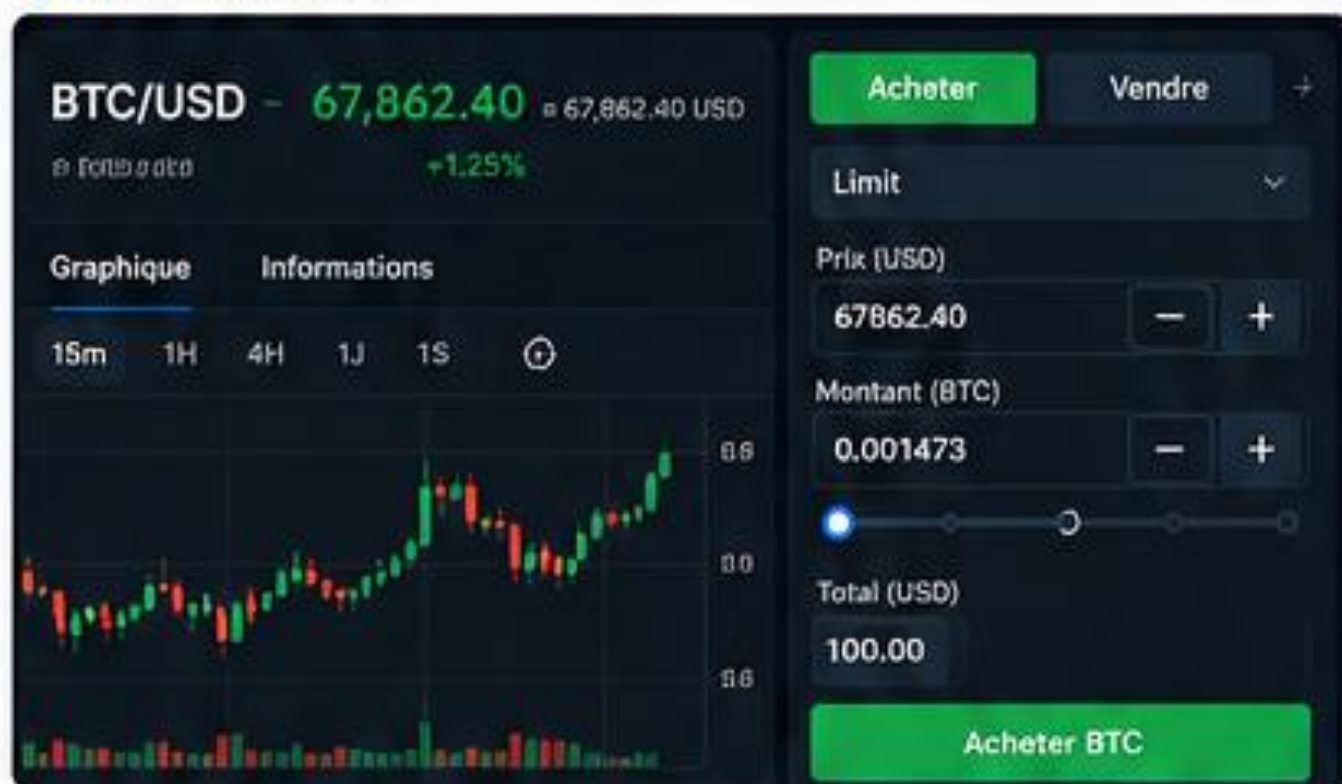 BTC/USD - 67,862.40 ¤ 67,862.40 USD
+1.25%
Graphique Informations
15m 1H 4H 1J 1S
Acheter Vendre
Limit
Prix (USD)
67862.40 − +
Montant (BTC)
0.001473 − +
Total (USD)
100.00
Acheter BTC